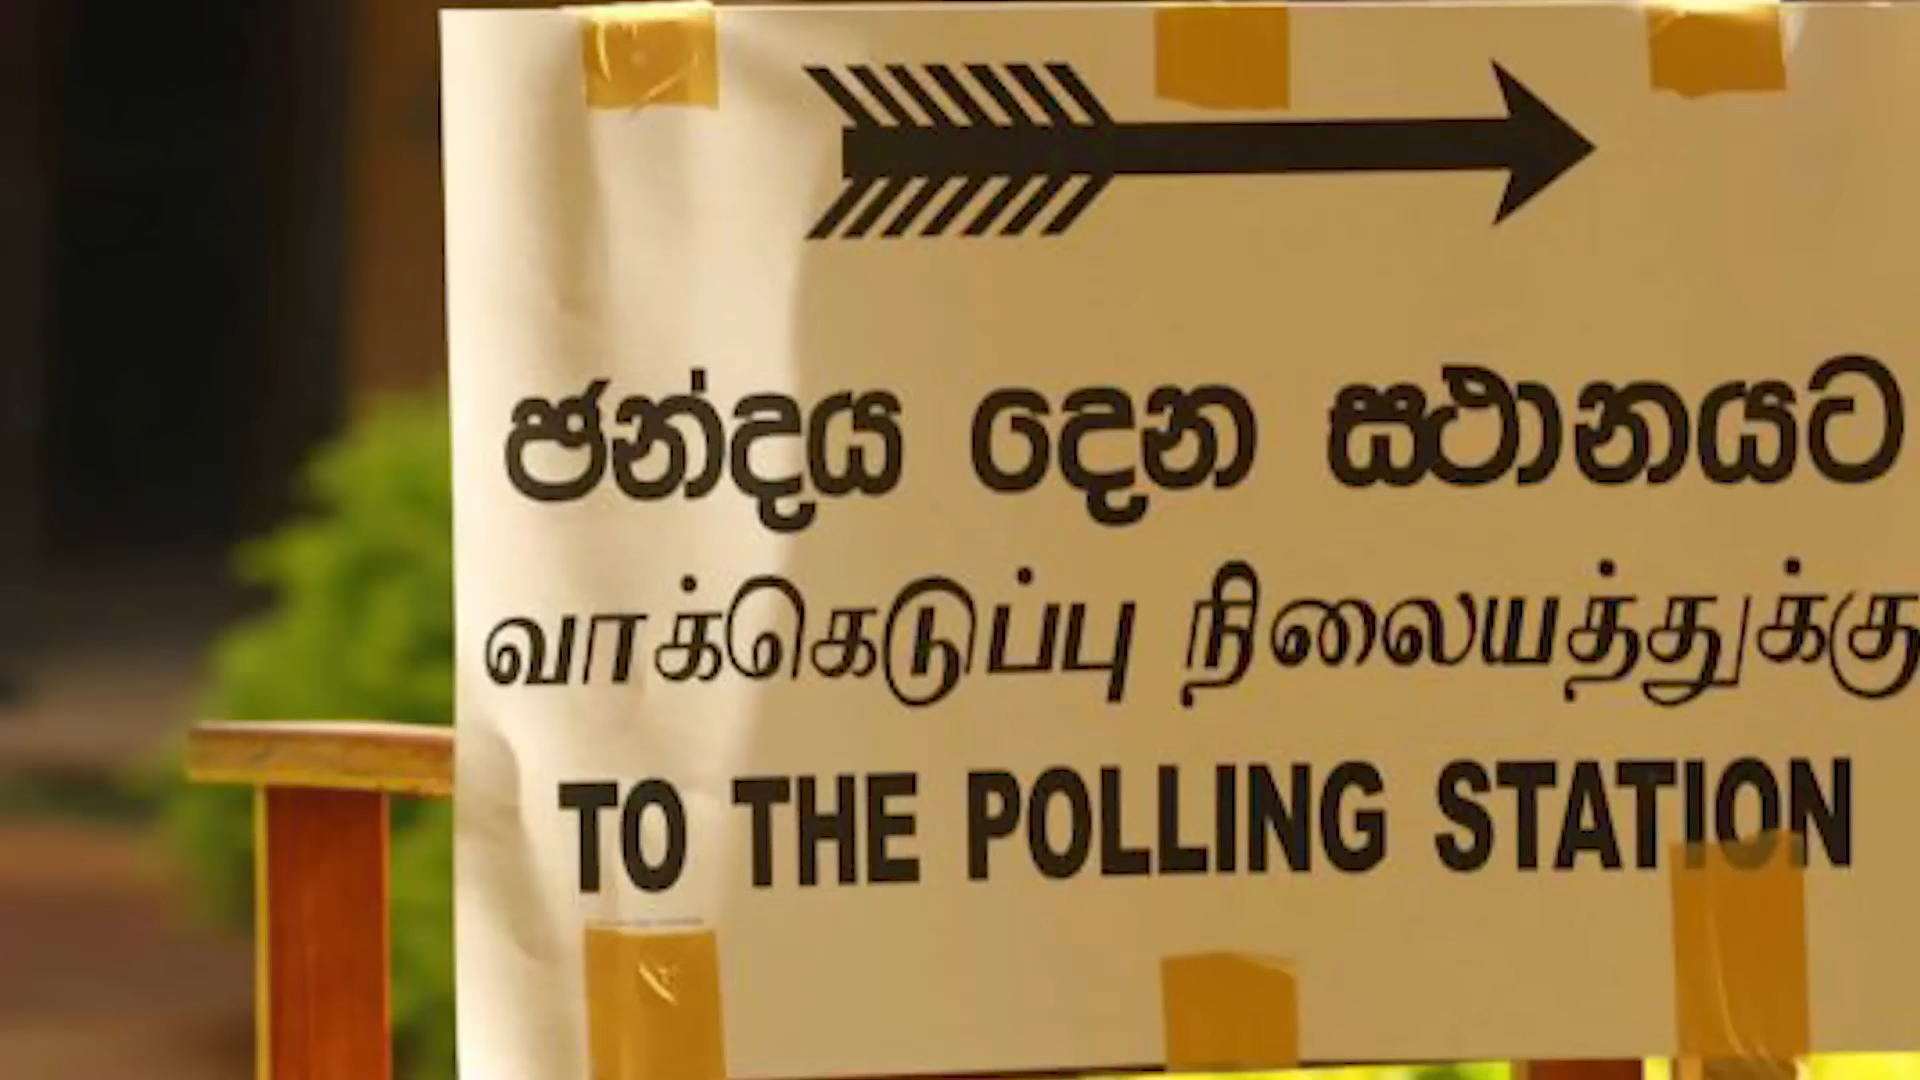 ඡන්දය දෙන ස්ථානයට
வாக்கெடுப்பு நிலையத்துக்கு
TO THE POLLING STATION